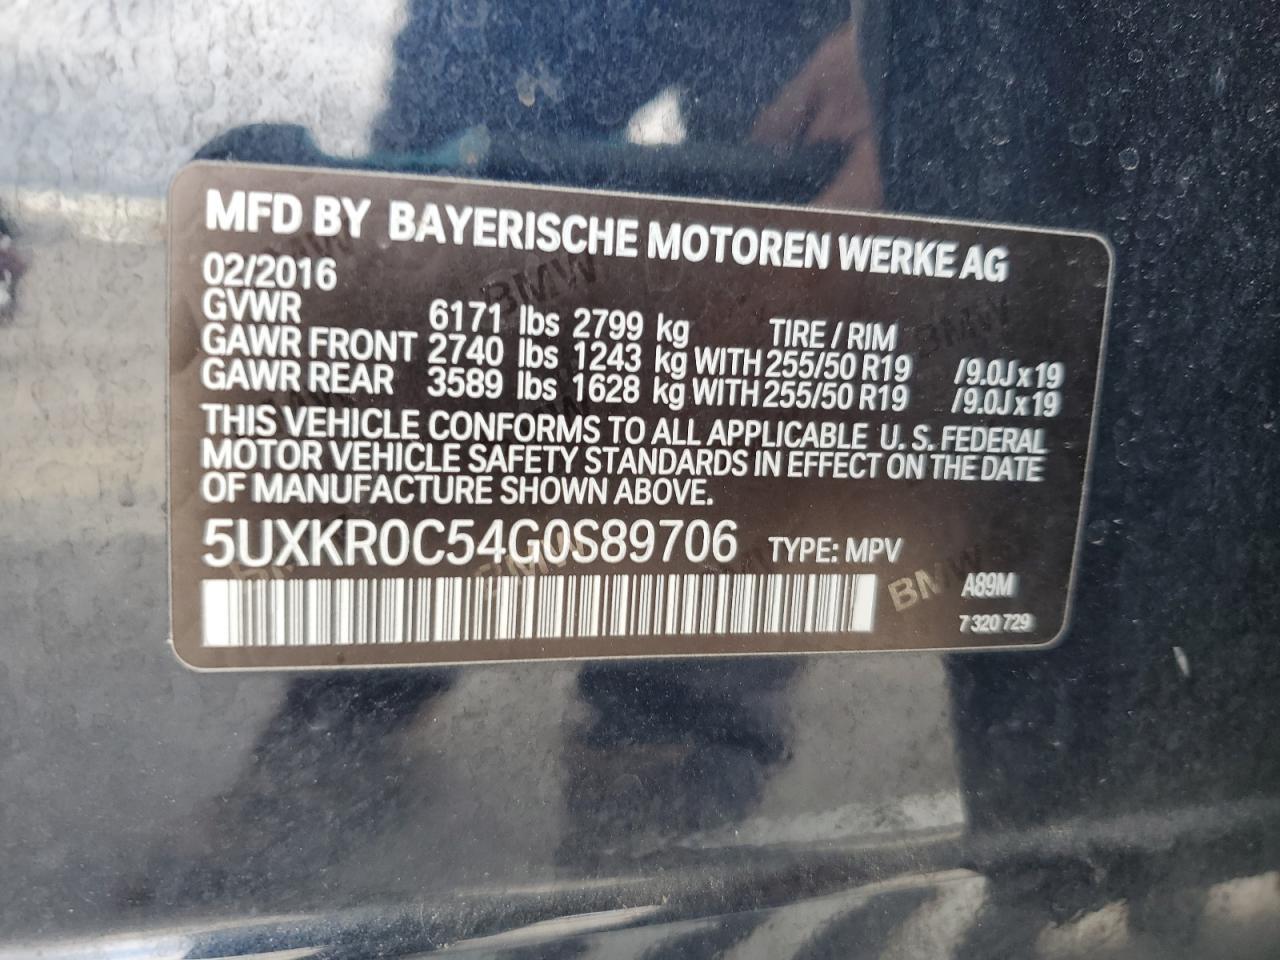 MFD BY BAYERISCHE MOTOREN WERKE AG
02/2016
GVWR 6171 lbs 2799 kg TIRE / RIM
GAWR FRONT 2740 lbs 1243 kg WITH 255/50 R19 /9.0J x 19
GAWR REAR 3589 lbs 1628 kg WITH 255/50 R19 /9.0J x 19
THIS VEHICLE CONFORMS TO ALL APPLICABLE U. S. FEDERAL
MOTOR VEHICLE SAFETY STANDARDS IN EFFECT ON THE DATE
OF MANUFACTURE SHOWN ABOVE.
5UXKR0C54G0S89706 TYPE: MPV
BMW A89M
7 320 729